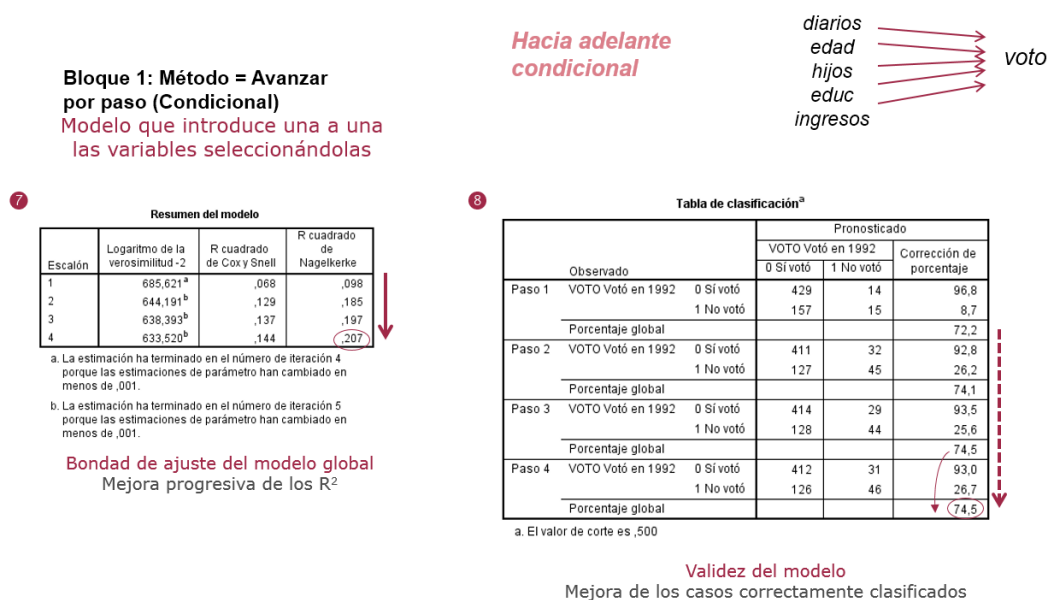 Hacia adelante
condicional
diarios
edad
hijos
educ
ingresos
voto
Bloque 1: Método = Avanzar
por paso (Condicional)
Modelo que introduce una a una
las variables seleccionándolas
7
Resumen del modelo
Escalón Logaritmo de la verosimilitud -2 R cuadrado de Cox y Snell R cuadrado de Nagelkerke
1 685,621a ,068 ,098
2 644,191b ,129 ,185
3 638,393b ,137 ,197
4 633,520b ,144 ,207
a. La estimación ha terminado en el número de iteración 4
porque las estimaciones de parámetro han cambiado en
menos de ,001.
b. La estimación ha terminado en el número de iteración 5
porque las estimaciones de parámetro han cambiado en
menos de ,001.
Bondad de ajuste del modelo global
Mejora progresiva de los R²
8
Tabla de clasificacióna
Pronosticado
VOTO Votó en 1992 Corrección de porcentaje
Observado 0 Sí votó 1 No votó
Paso 1 VOTO Votó en 1992 0 Sí votó 429 14 96,8
1 No votó 157 15 8,7
Porcentaje global 72,2
Paso 2 VOTO Votó en 1992 0 Sí votó 411 32 92,8
1 No votó 127 45 26,2
Porcentaje global 74,1
Paso 3 VOTO Votó en 1992 0 Sí votó 414 29 93,5
1 No votó 128 44 25,6
Porcentaje global 74,5
Paso 4 VOTO Votó en 1992 0 Sí votó 412 31 93,0
1 No votó 126 46 26,7
Porcentaje global 74,5
a. El valor de corte es ,500
Validez del modelo
Mejora de los casos correctamente clasificados